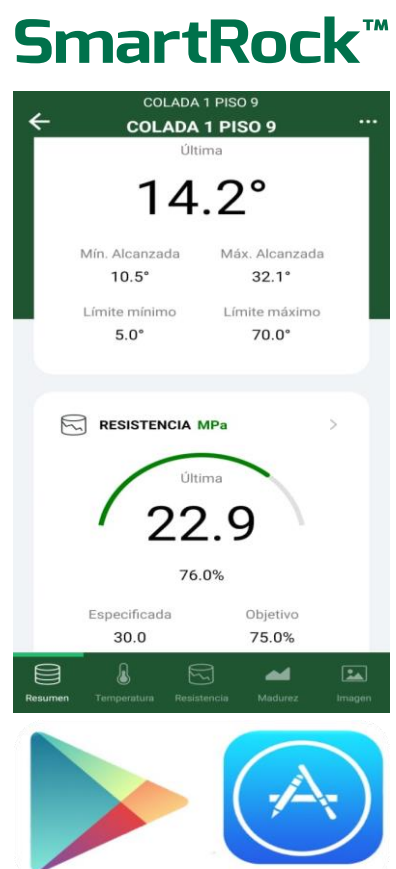 SmartRock™
COLADA 1 PISO 9
COLADA 1 PISO 9
Última
14.2°
Mín. Alcanzada Máx. Alcanzada
10.5° 32.1°
Límite mínimo Límite máximo
5.0° 70.0°
RESISTENCIA MPa
Última
22.9
76.0%
Especificada Objetivo
30.0 75.0%
Resumen Temperatura Resistencia Madurez Imagen